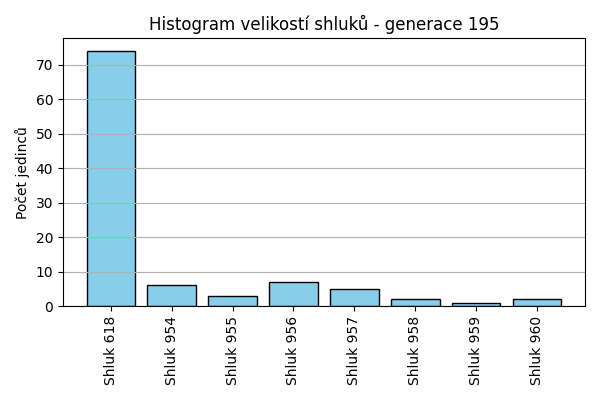 Histogram velikostí shluků - generace 195
Počet jedinců
70
60
50
40
30
20
10
0
Shluk 618
Shluk 954
Shluk 955
Shluk 956
Shluk 957
Shluk 958
Shluk 959
Shluk 960